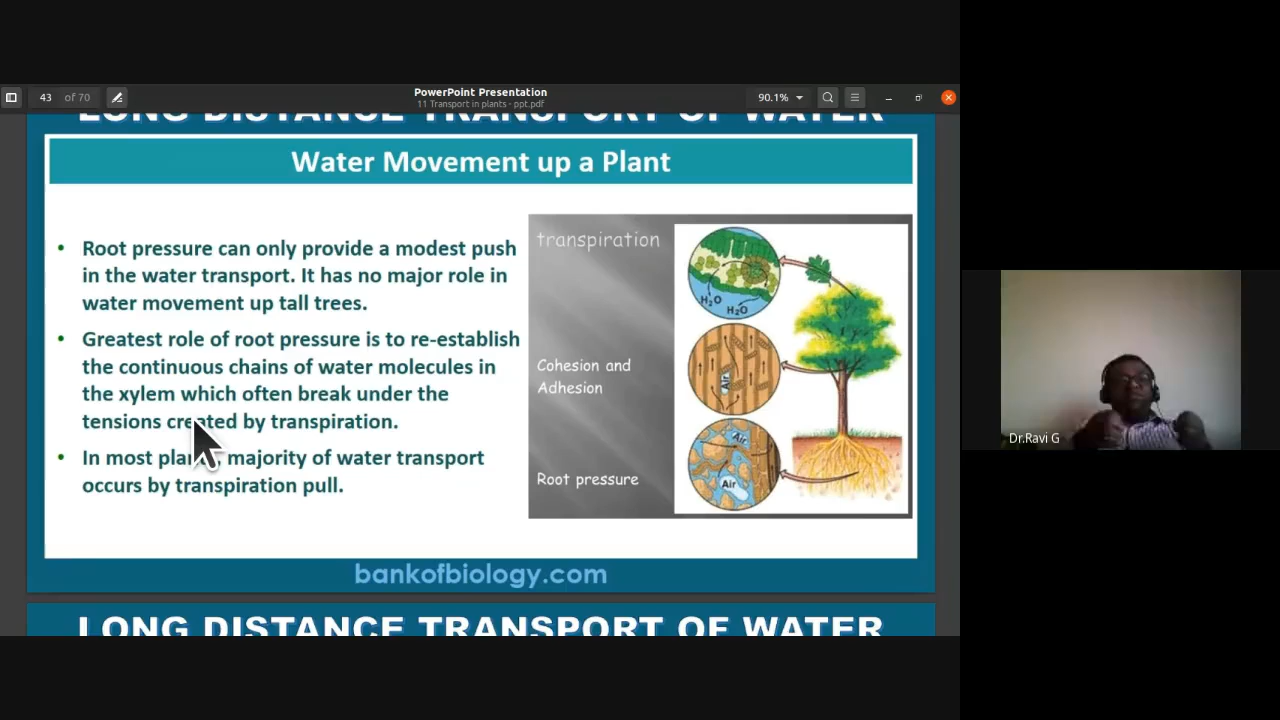 PowerPoint Presentation
43 of 70
11 Transport in plants - ppt.pdf
90.1%
LONG DISTANCE TRANSPORT OF WATER
Water Movement up a Plant
• Root pressure can only provide a modest push
in the water transport. It has no major role in
water movement up tall trees.
• Greatest role of root pressure is to re-establish
the continuous chains of water molecules in
the xylem which often break under the
tensions created by transpiration.
• In most majority of water transport
occurs by transpiration pull.
transpiration
H₂O
H₂O
Cohesion and
Adhesion
Air
Root pressure
Air
Air
bankofbiology.com
LONG DISTANCE TRANSPORT OF WATER
Dr.Ravi G